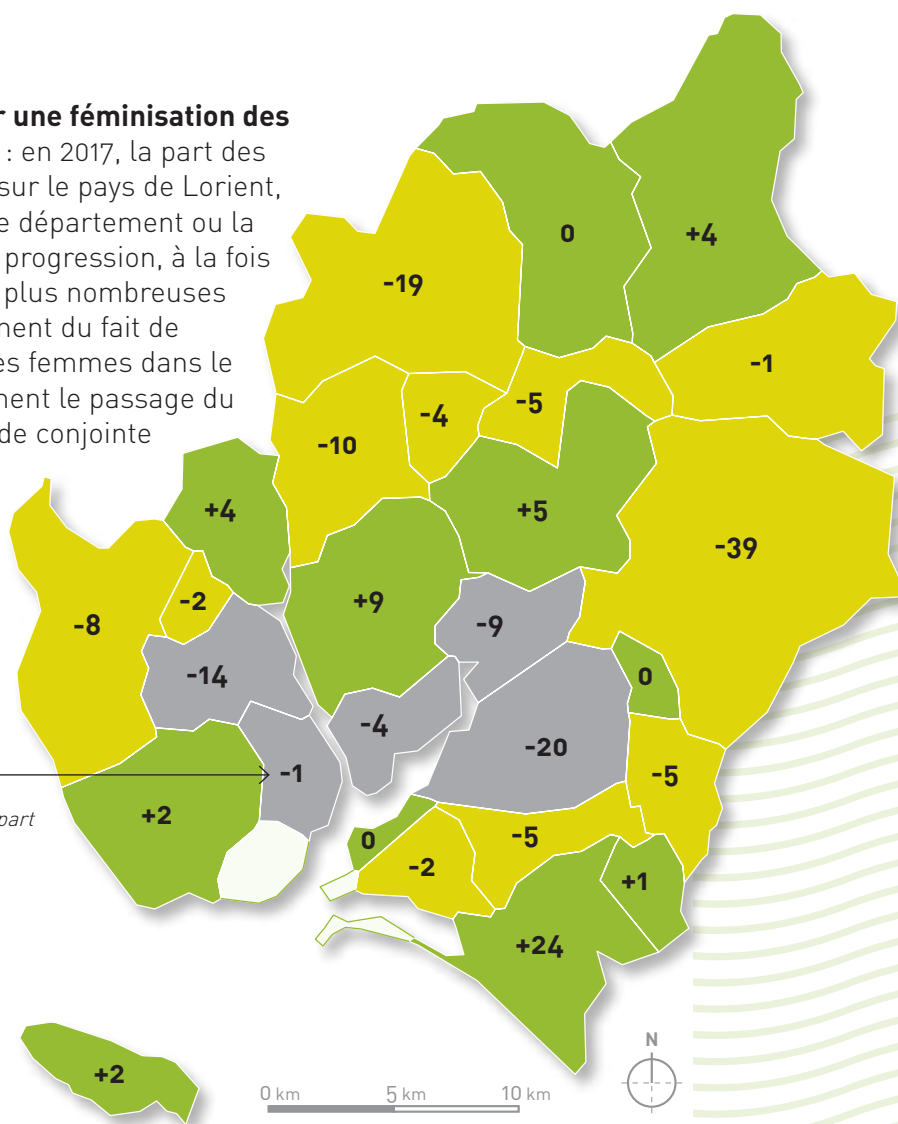 r une féminisation des
: en 2017, la part des
sur le pays de Lorient,
e département ou la
progression, à la fois
plus nombreuses
ment du fait de
es femmes dans le
ment le passage du
de conjointe
0
+4
-19
-1
-5
-4
-10
+4
+5
-39
-2
+9
-9
-8
-14
0
-4
-20
-1
-5
+2
part
0
-5
-2
+1
+24
+2
0 km 5 km 10 km
N